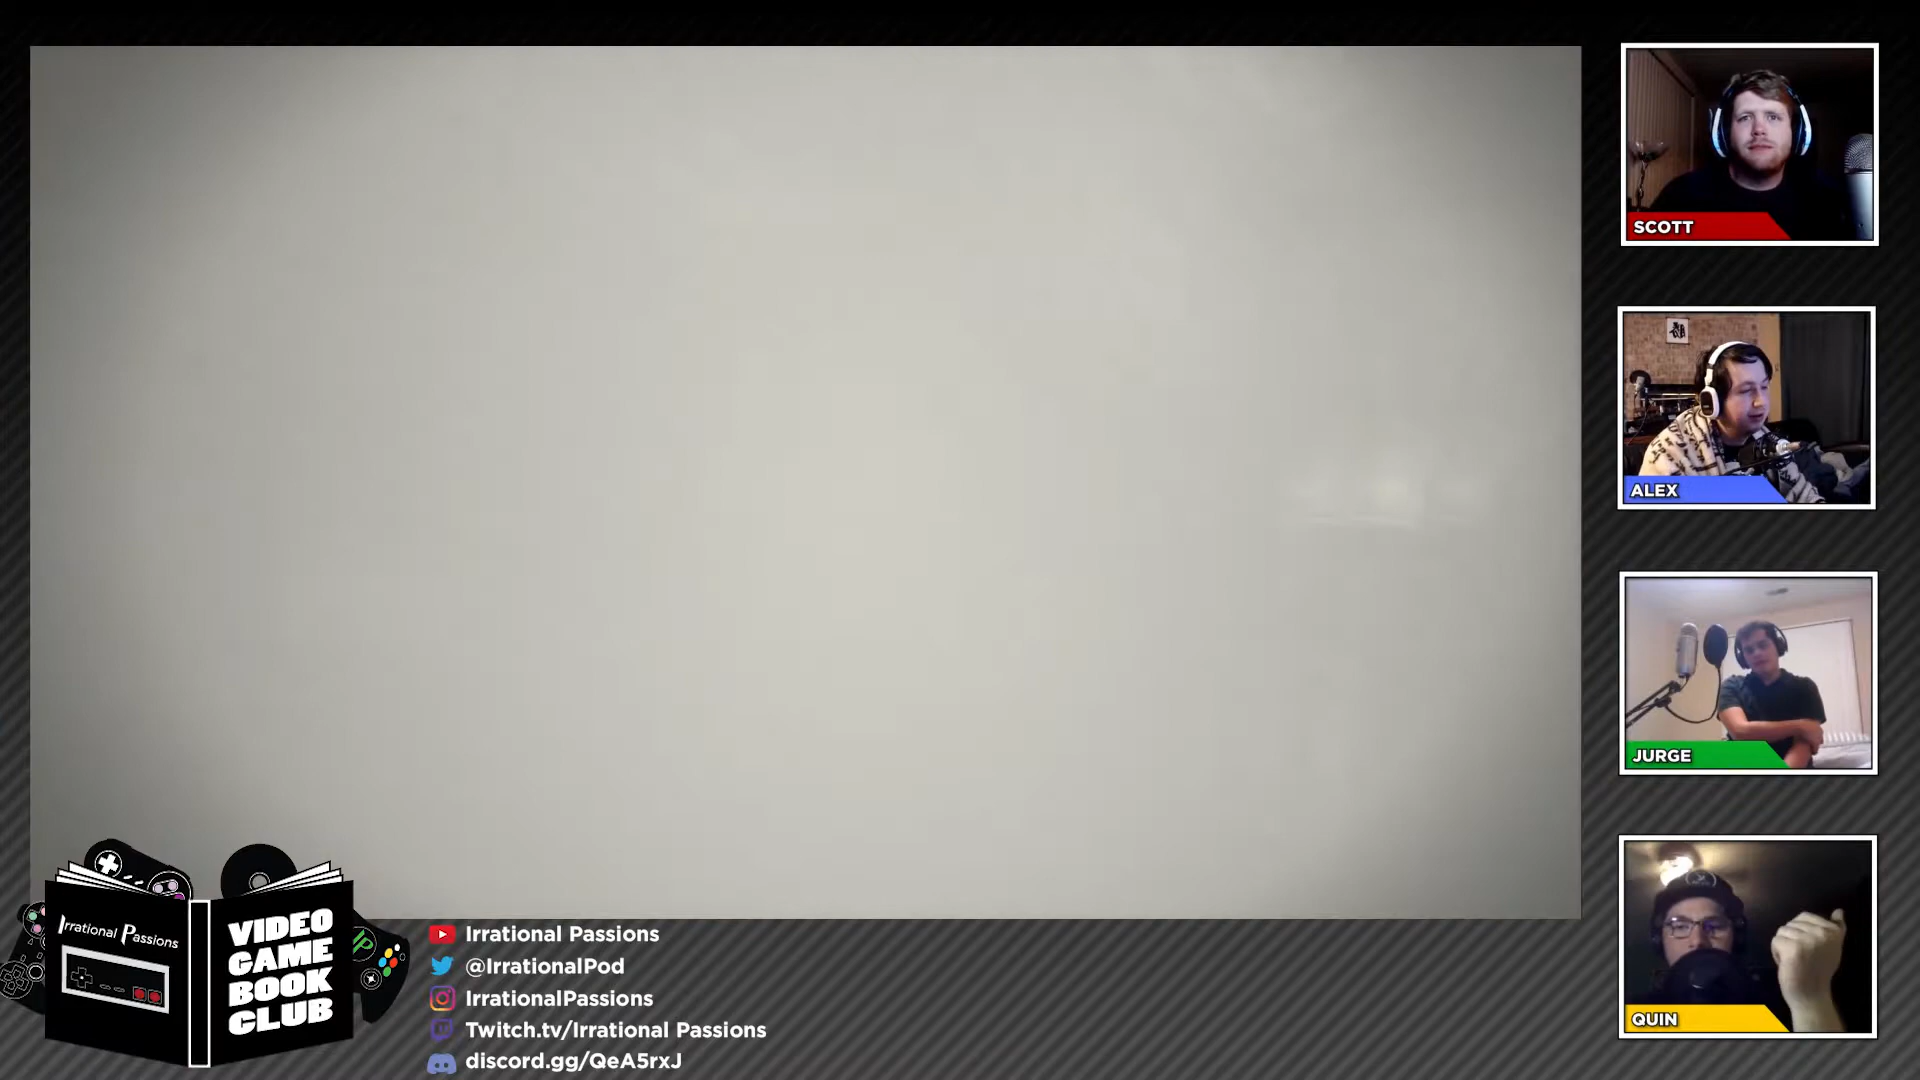 SCOTT
ALEX
JURGE
QUIN
Irrational Passions
VIDEO
GAME
BOOK
CLUB
Irrational Passions
@IrrationalPod
IrrationalPassions
Twitch.tv/Irrational Passions
discord.gg/QeA5rxJ